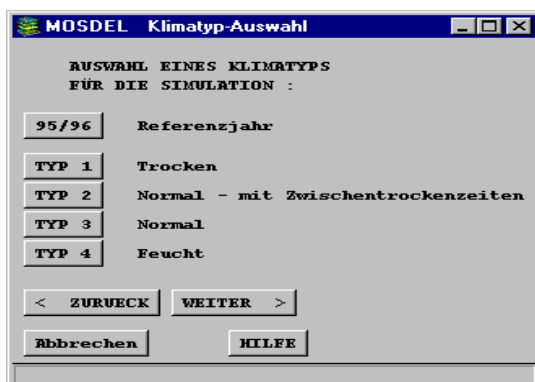 MOSDEL Klimatyp-Auswahl
AUSWAHL EINES KLIMATYPS
FÜR DIE SIMULATION :
95/96 Referenzjahr
TYP 1 Trocken
TYP 2 Normal - mit Zwischentrockenzeiten
TYP 3 Normal
TYP 4 Feucht
< ZURUECK WEITER >
Abbrechen HILFE